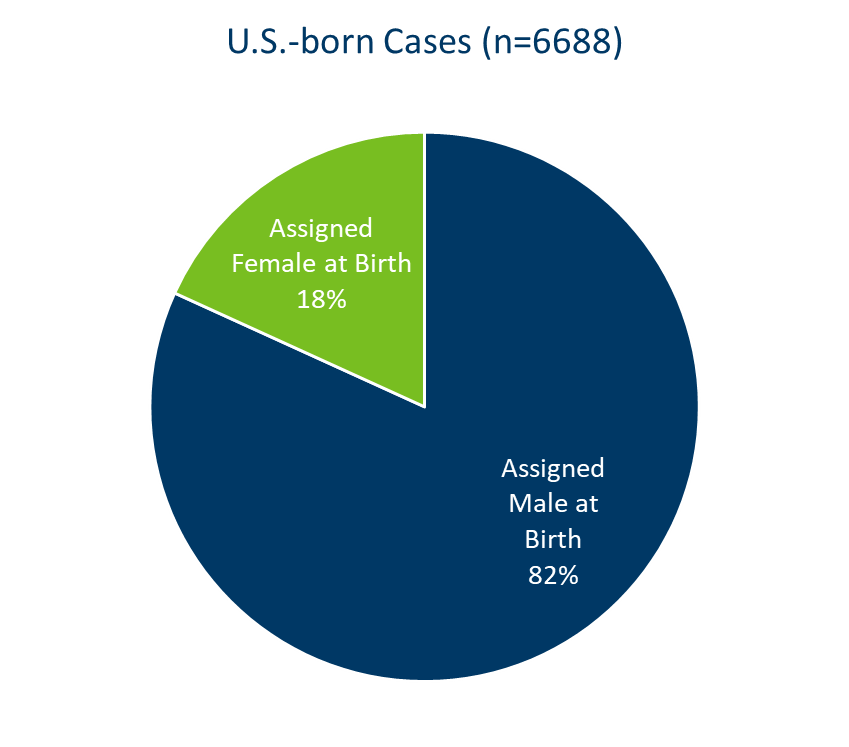 U.S.-born Cases (n=6688)
Assigned
Female at Birth
18%
Assigned
Male at
Birth
82%